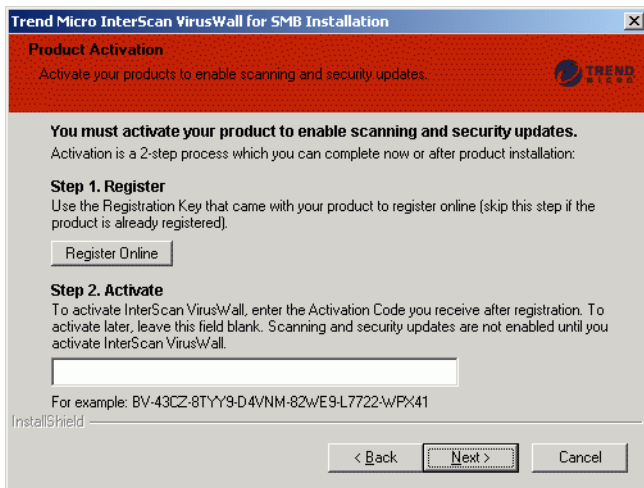 Trend Micro InterScan VirusWall for SMB Installation
Product Activation
Activate your products to enable scanning and security updates.
TREND
MICRO
You must activate your product to enable scanning and security updates.
Activation is a 2-step process which you can complete now or after product installation:
Step 1. Register
Use the Registration Key that came with your product to register online (skip this step if the
product is already registered).
Register Online
Step 2. Activate
To activate InterScan VirusWall, enter the Activation Code you receive after registration. To
activate later, leave this field blank. Scanning and security updates are not enabled until you
activate InterScan VirusWall.
For example: BV-43CZ-8TYY9-D4VNM-82WE9-L7722-WPX41
InstallShield
< Back
Next >
Cancel